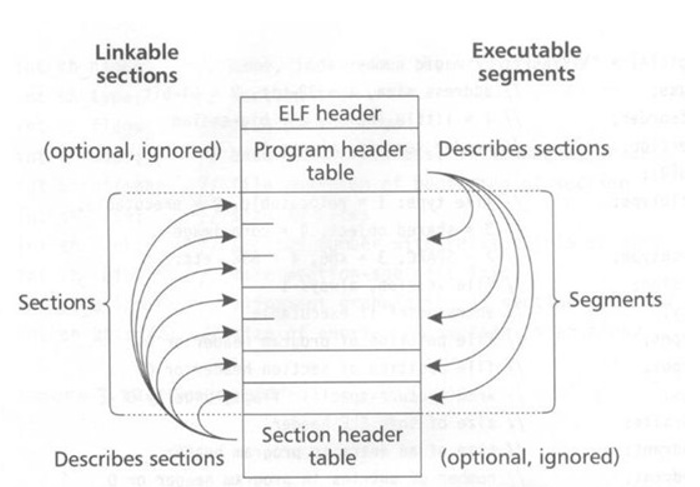 Linkable
sections
Executable
segments
ELF header
(optional, ignored)
Program header
table
Describes sections
Sections
Segments
Section header
table
Describes sections
(optional, ignored)